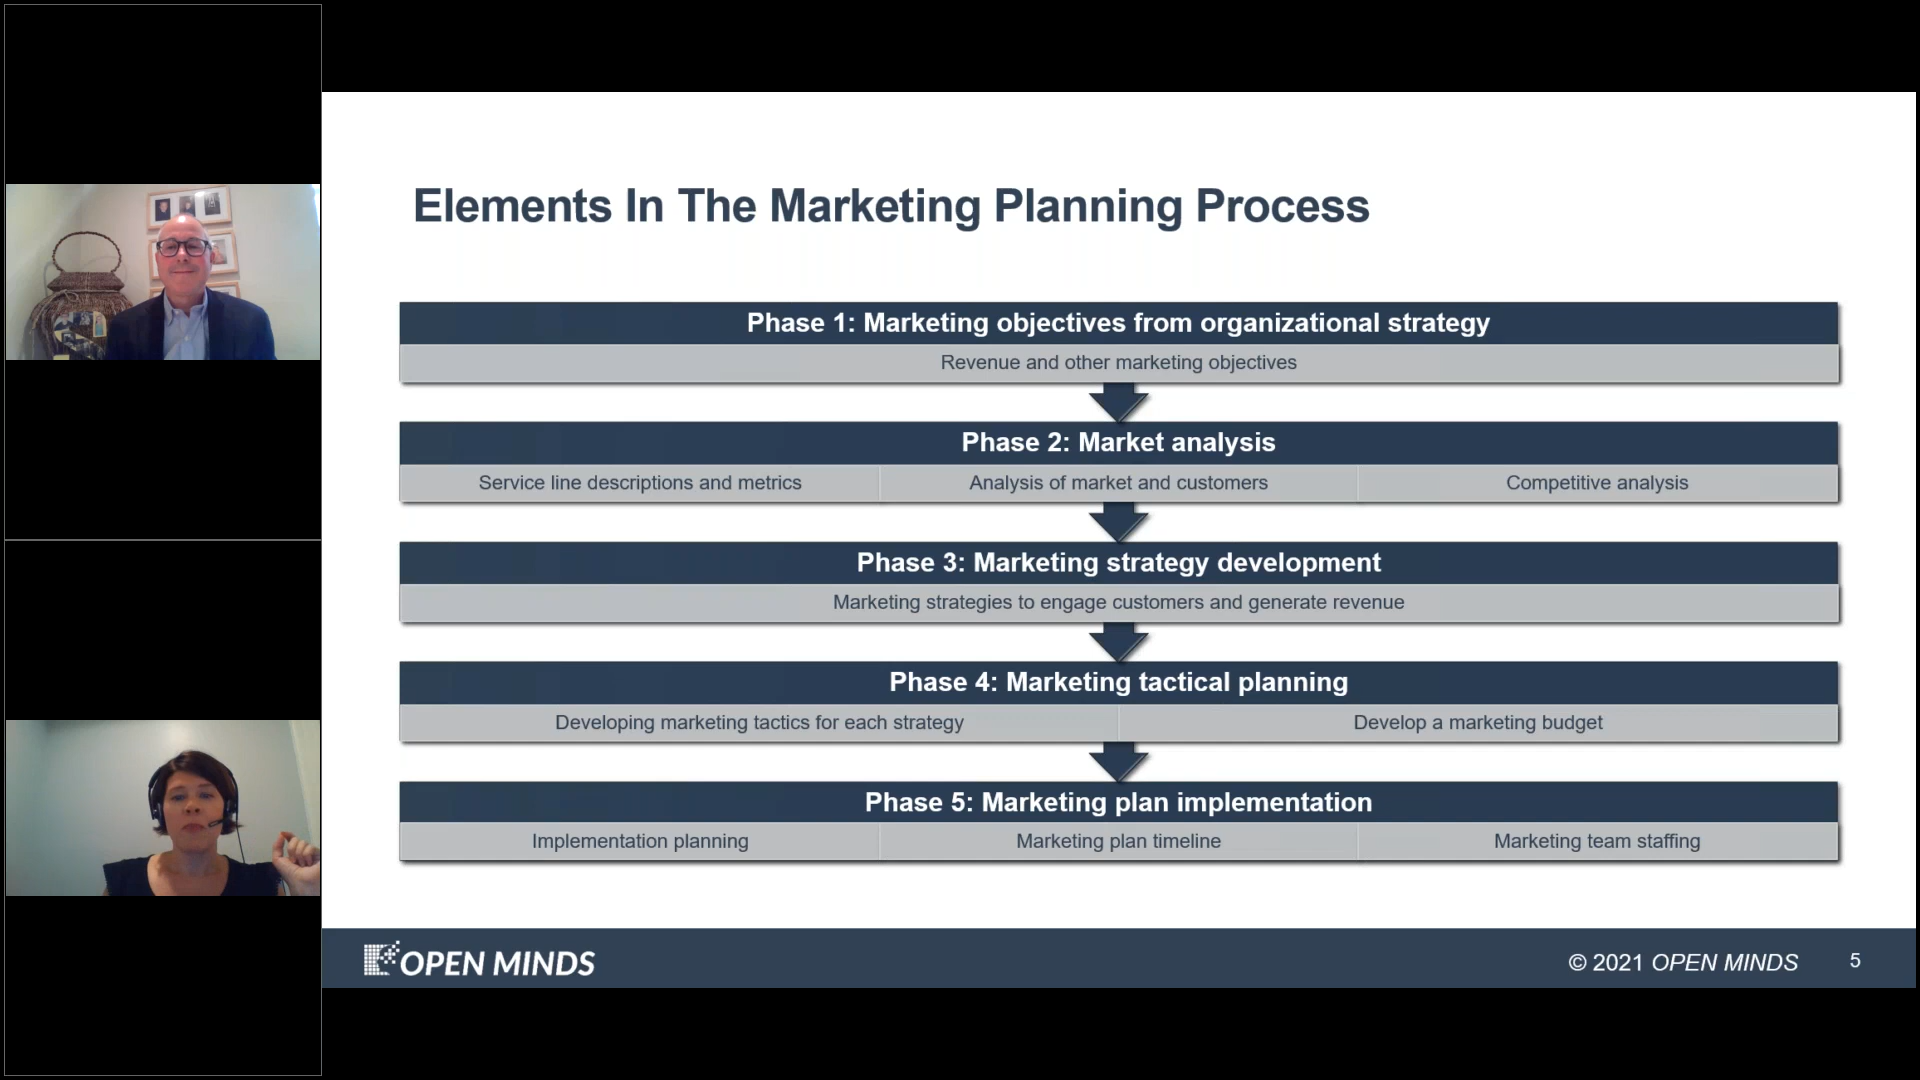 Elements In The Marketing Planning Process
Phase 1: Marketing objectives from organizational strategy
Revenue and other marketing objectives
Phase 2: Market analysis
Service line descriptions and metrics
Analysis of market and customers
Competitive analysis
Phase 3: Marketing strategy development
Marketing strategies to engage customers and generate revenue
Phase 4: Marketing tactical planning
Developing marketing tactics for each strategy
Develop a marketing budget
Phase 5: Marketing plan implementation
Implementation planning
Marketing plan timeline
Marketing team staffing
OPEN MINDS
© 2021 OPEN MINDS
5